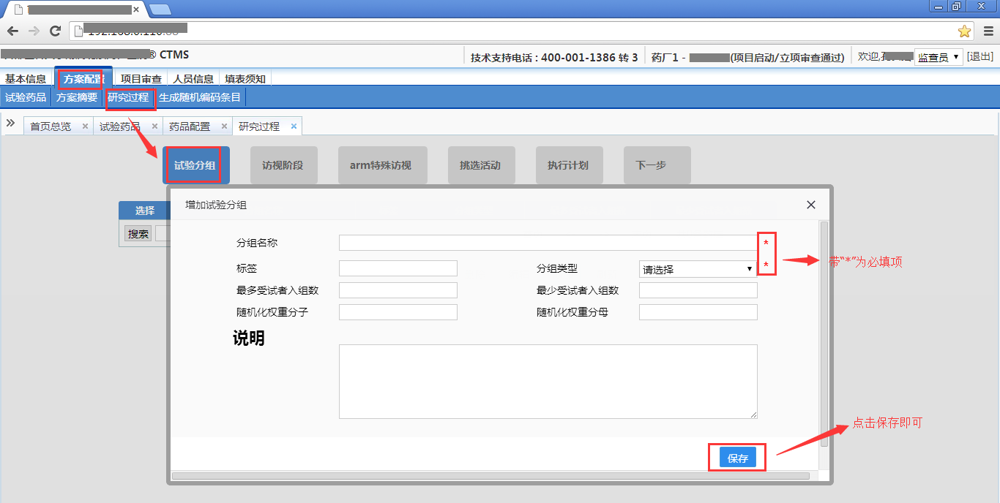 ® CTMS
技术支持电话 : 400-001-1386 转 3
药厂1 -
(项目启动/立项审查通过)
欢迎,
监查员
[退出]
基本信息
方案配置
项目审查
人员信息
填表须知
试验药品
方案摘要
研究过程
生成随机编码条目
首页总览
试验药品
药品配置
研究过程
试验分组
访视阶段
arm特殊访视
挑选活动
执行计划
下一步
选择
搜索
增加试验分组
分组名称
*
标签
分组类型
请选择
*
带“*”为必填项
最多受试者入组数
最少受试者入组数
随机化权重分子
随机化权重分母
说明
点击保存即可
保存